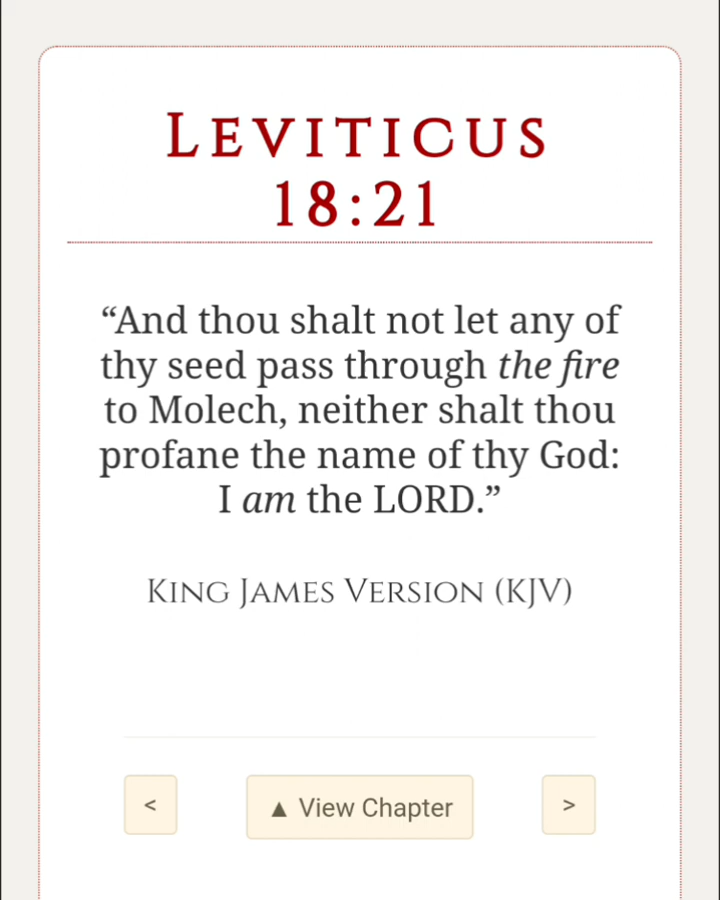 Leviticus
18:21
“And thou shalt not let any of
thy seed pass through the fire
to Molech, neither shalt thou
profane the name of thy God:
I am the LORD.”
King James Version (KJV)
<
▲ View Chapter
>